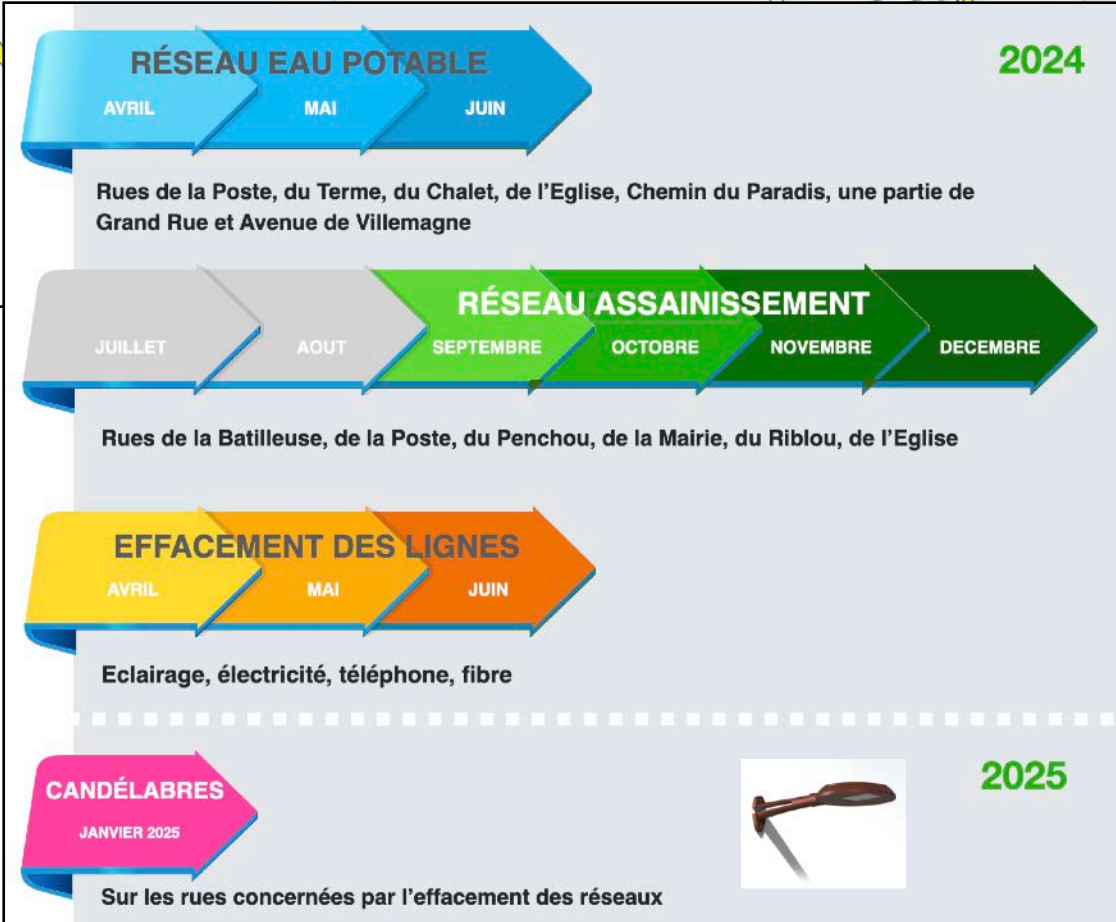 RÉSEAU EAU POTABLE
2024
AVRIL MAI JUIN
Rues de la Poste, du Terme, du Chalet, de l'Eglise, Chemin du Paradis, une partie de
Grand Rue et Avenue de Villemagne
RÉSEAU ASSAINISSEMENT
JUILLET AOUT SEPTEMBRE OCTOBRE NOVEMBRE DECEMBRE
Rues de la Batilleuse, de la Poste, du Penchou, de la Mairie, du Riblou, de l'Eglise
EFFACEMENT DES LIGNES
AVRIL MAI JUIN
Eclairage, électricité, téléphone, fibre
2025
CANDÉLABRES
JANVIER 2025
Sur les rues concernées par l'effacement des réseaux